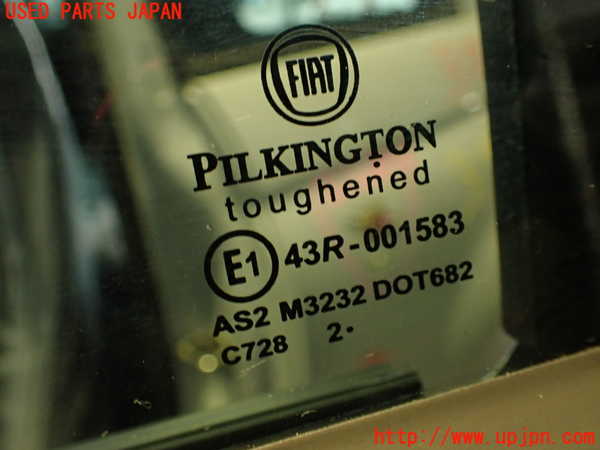 USED PARTS JAPAN
FIAT
PILKINGTON
toughened
E1 43R-001583
AS2 M3232 DOT682
C728 2.
http://www.upjpn.com/